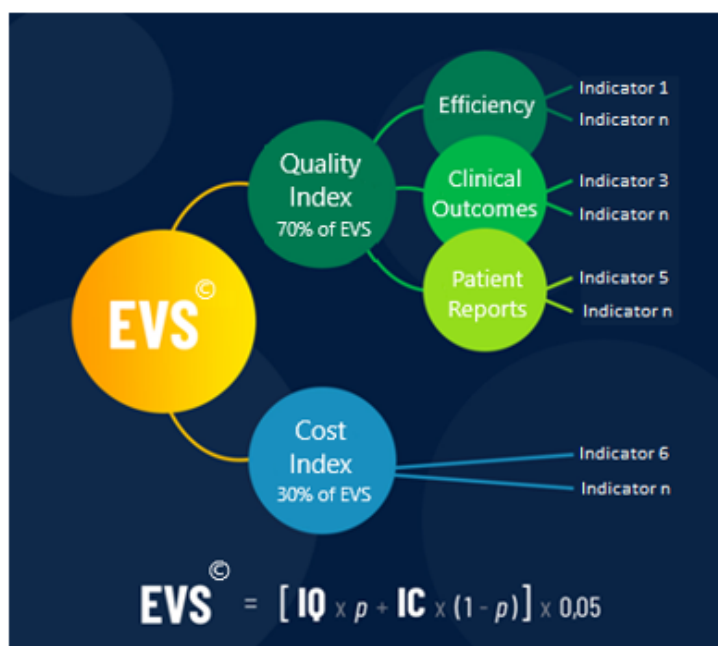 Efficiency
Indicator 1
Indicator n
Quality
Index
70% of EVS
Clinical
Outcomes
Indicator 3
Indicator n
Patient
Reports
Indicator 5
Indicator n
EVS©
Cost
Index
30% of EVS
Indicator 6
Indicator n
EVS© = [ IQ x p + IC x (1 - p)] x 0,05